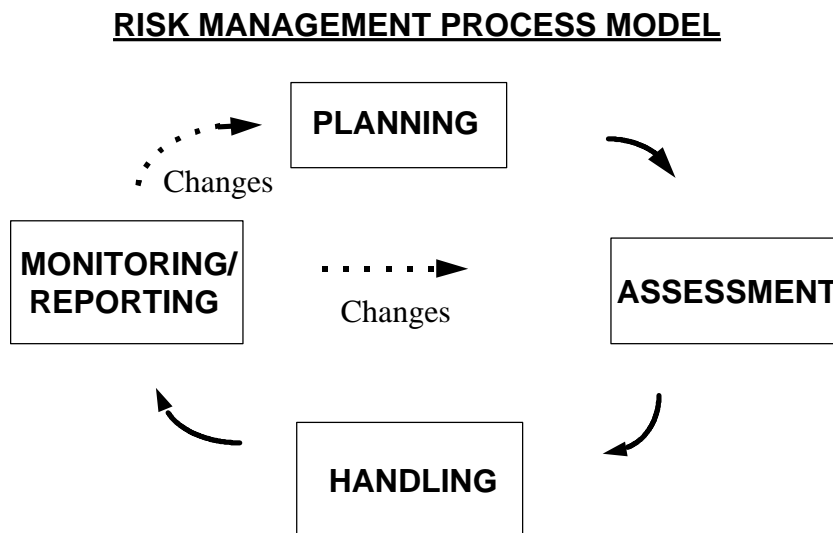 RISK MANAGEMENT PROCESS MODEL
PLANNING
Changes
MONITORING/
REPORTING
ASSESSMENT
Changes
HANDLING